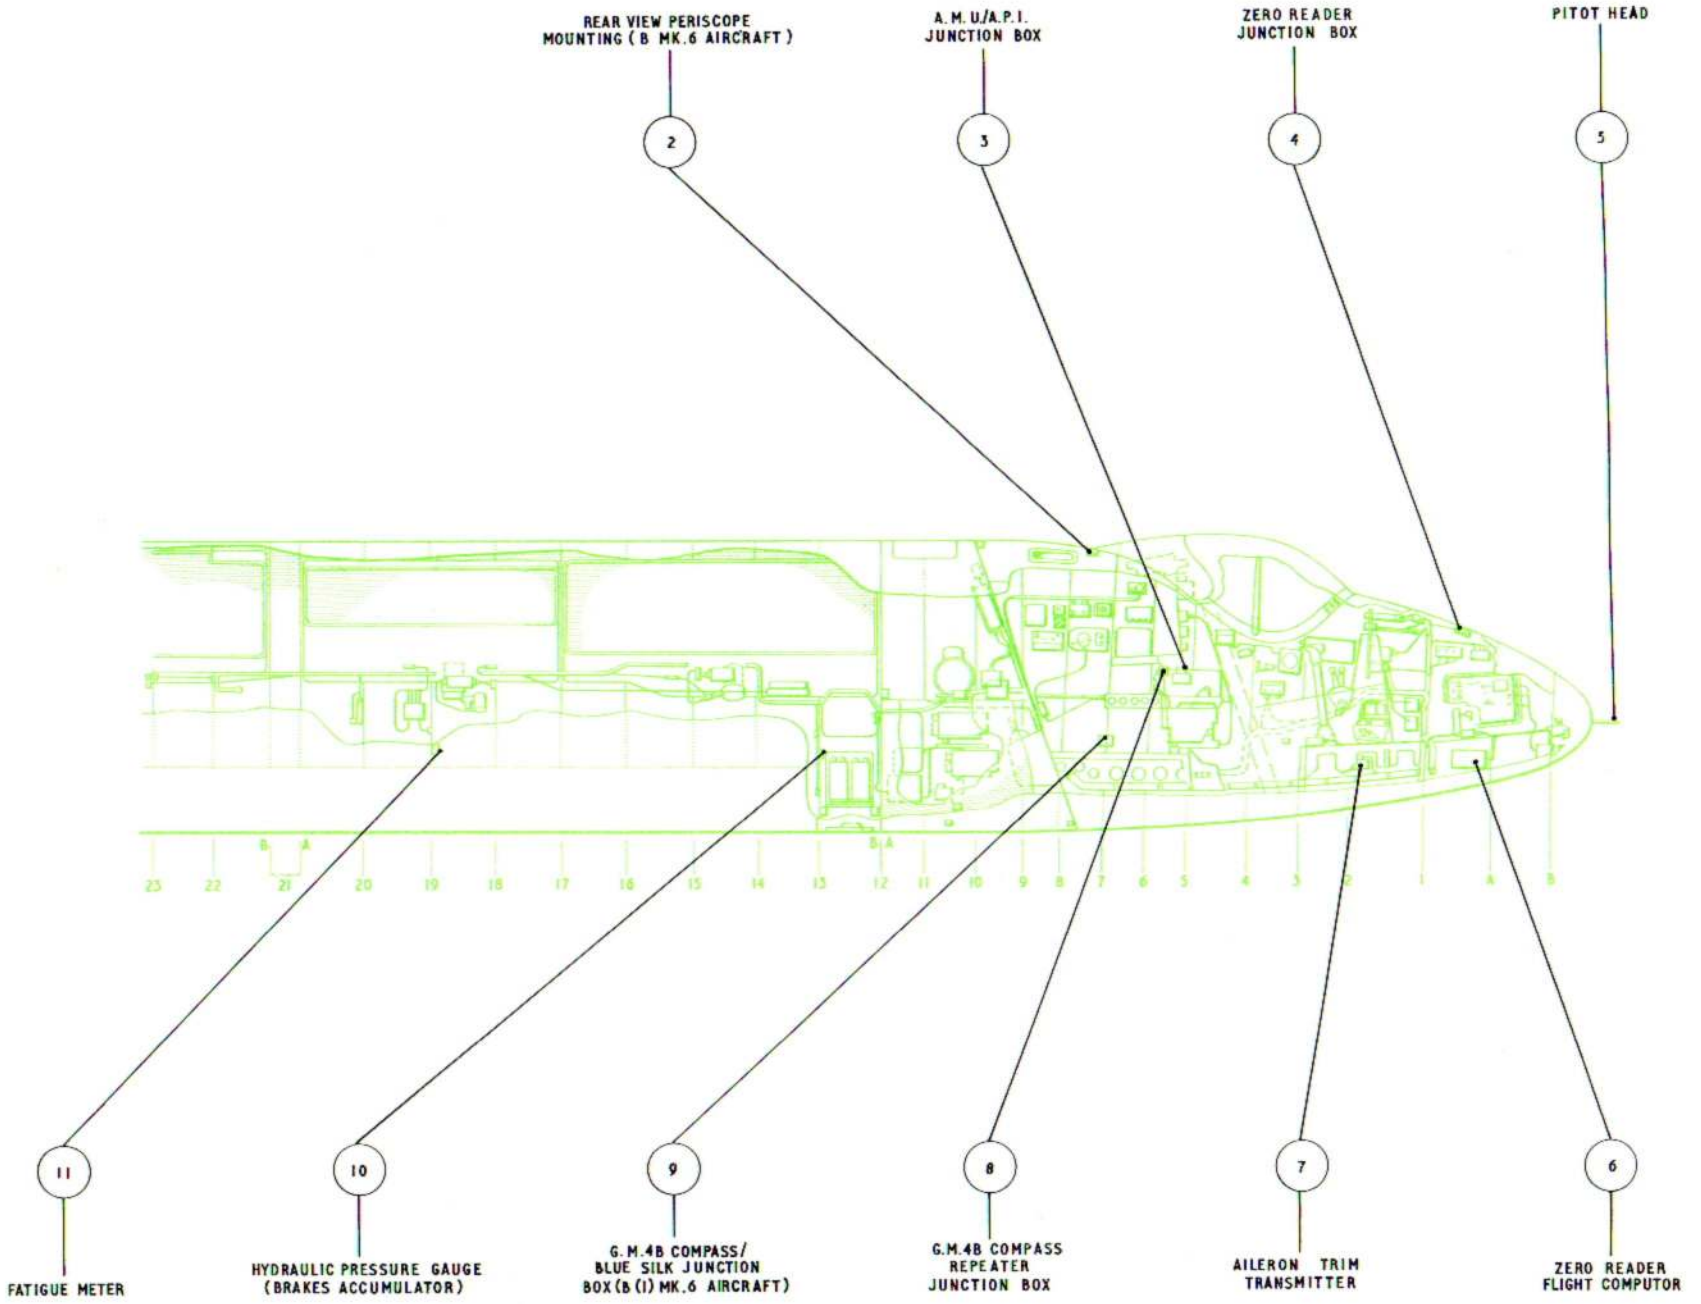 REAR VIEW PERISCOPE
MOUNTING (B MK.6 AIRCRAFT)
A.M.U./A.P.I.
JUNCTION BOX
ZERO READER
JUNCTION BOX
PITOT HEAD
2
3
4
5
B A
B A
23 22 21 20 19 18 17 16 15 14 13 12 11 10 9 8 7 6 5 4 3 2 1 A B
11
10
9
8
7
6
FATIGUE METER
HYDRAULIC PRESSURE GAUGE
(BRAKES ACCUMULATOR)
G.M.4B COMPASS/
BLUE SILK JUNCTION
BOX (B (I) MK.6 AIRCRAFT)
G.M.4B COMPASS
REPEATER
JUNCTION BOX
AILERON TRIM
TRANSMITTER
ZERO READER
FLIGHT COMPUTOR